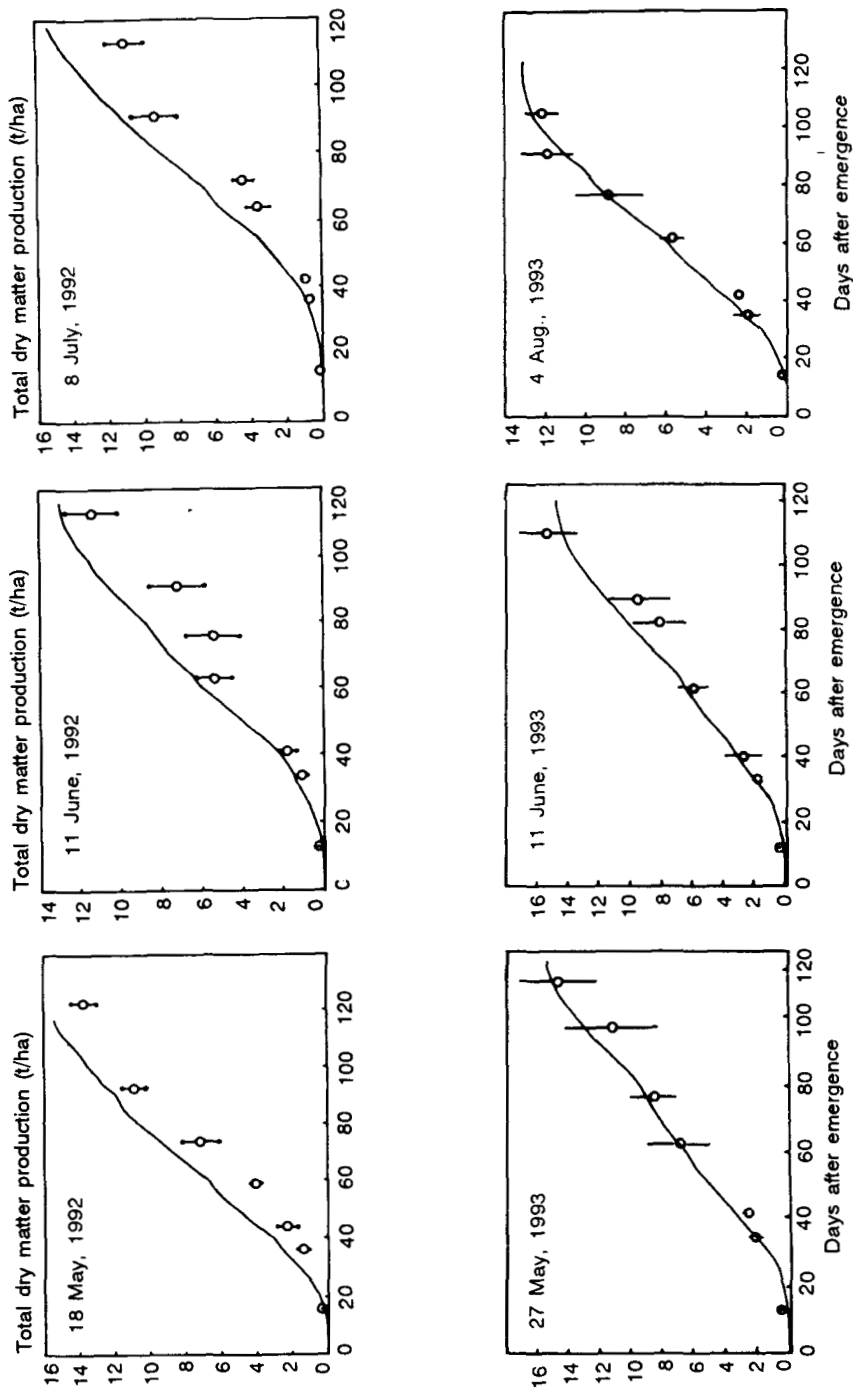 Total dry matter production (t/ha)
16
14
12
10
8
6
4
2
0
18 May, 1992
0 20 40 60 80 100 120
Total dry matter production (t/ha)
14
12
10
8
6
4
2
0
11 June, 1992
C 20 40 60 80 100 120
Total dry matter production (t/ha)
16
14
12
10
8
6
4
2
0
8 July, 1992
0 20 40 60 80 100 120
16
14
12
10
8
6
4
2
0
27 May, 1993
0 20 40 60 80 100 120
Days after emergence
16
14
12
10
8
6
4
2
0
11 June, 1993
0 20 40 60 80 100 120
Days after emergence
14
12
10
8
6
4
2
0
4 Aug., 1993
0 20 40 60 80 100 120
Days after emergence